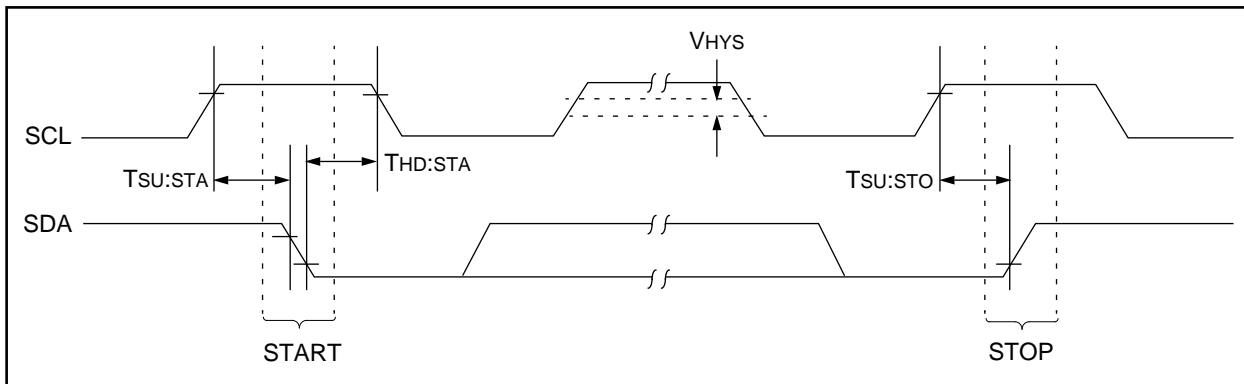 VHYS
SCL
THD:STA
TSU:STA
TSU:STO
SDA
START
STOP